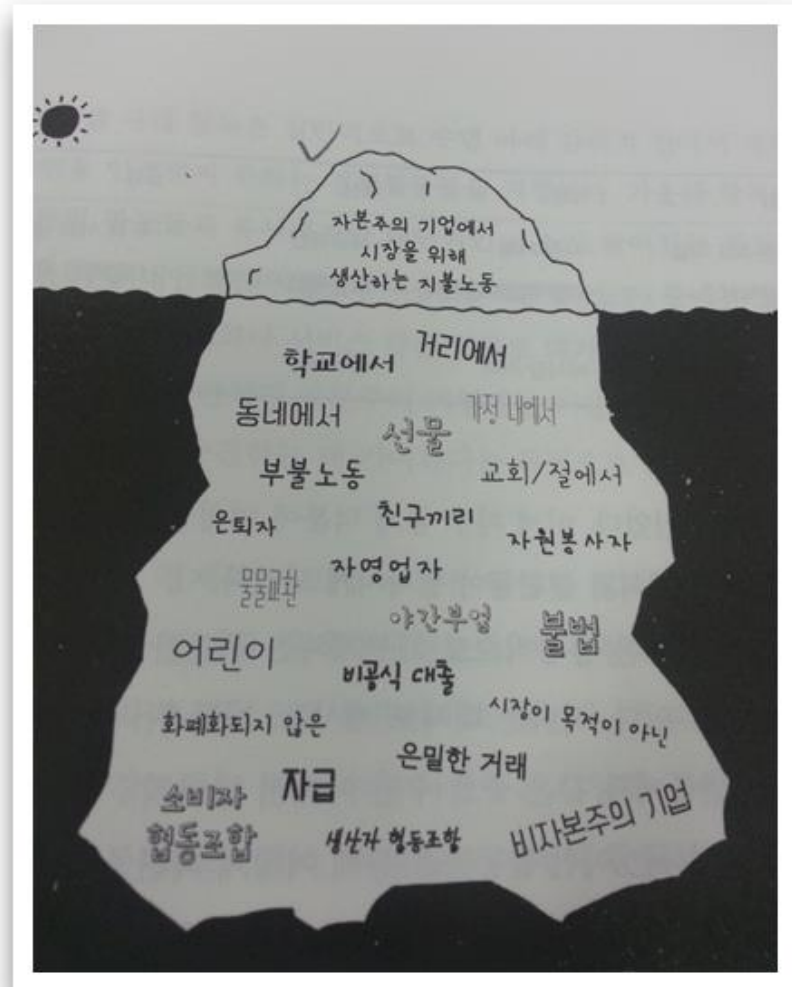 자본주의 기업에서
시장을 위해
생산하는 지불노동
학교에서
거리에서
동네에서
선물
가정 내에서
부불노동
교회/절에서
은퇴자
친구끼리
자원봉사자
자영업자
물물교환
야간부업
불법
어린이
비공식 대출
시장이 목적이 아닌
화폐화되지 않은
은밀한 거래
자급
소비자
협동조합
생산자 협동조합
비자본주의 기업